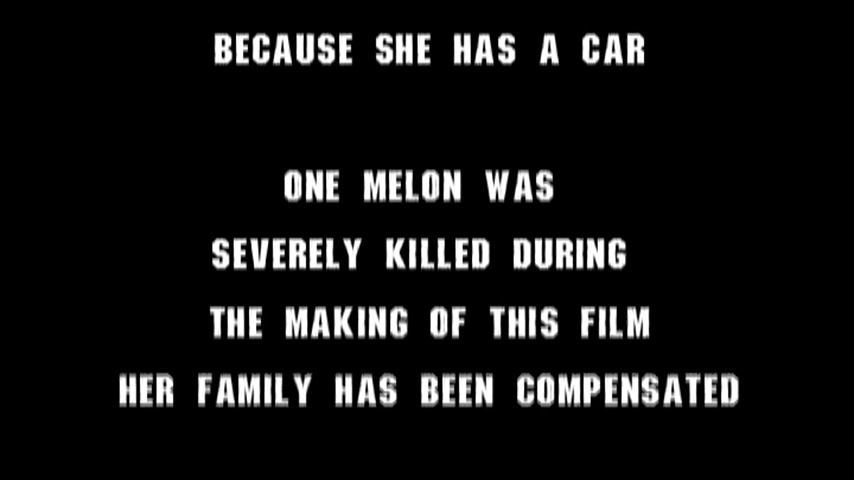 BECAUSE SHE HAS A CAR
ONE MELON WAS
SEVERELY KILLED DURING
THE MAKING OF THIS FILM
HER FAMILY HAS BEEN COMPENSATED